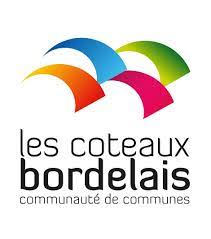 les coteaux
bordelais
communauté de communes